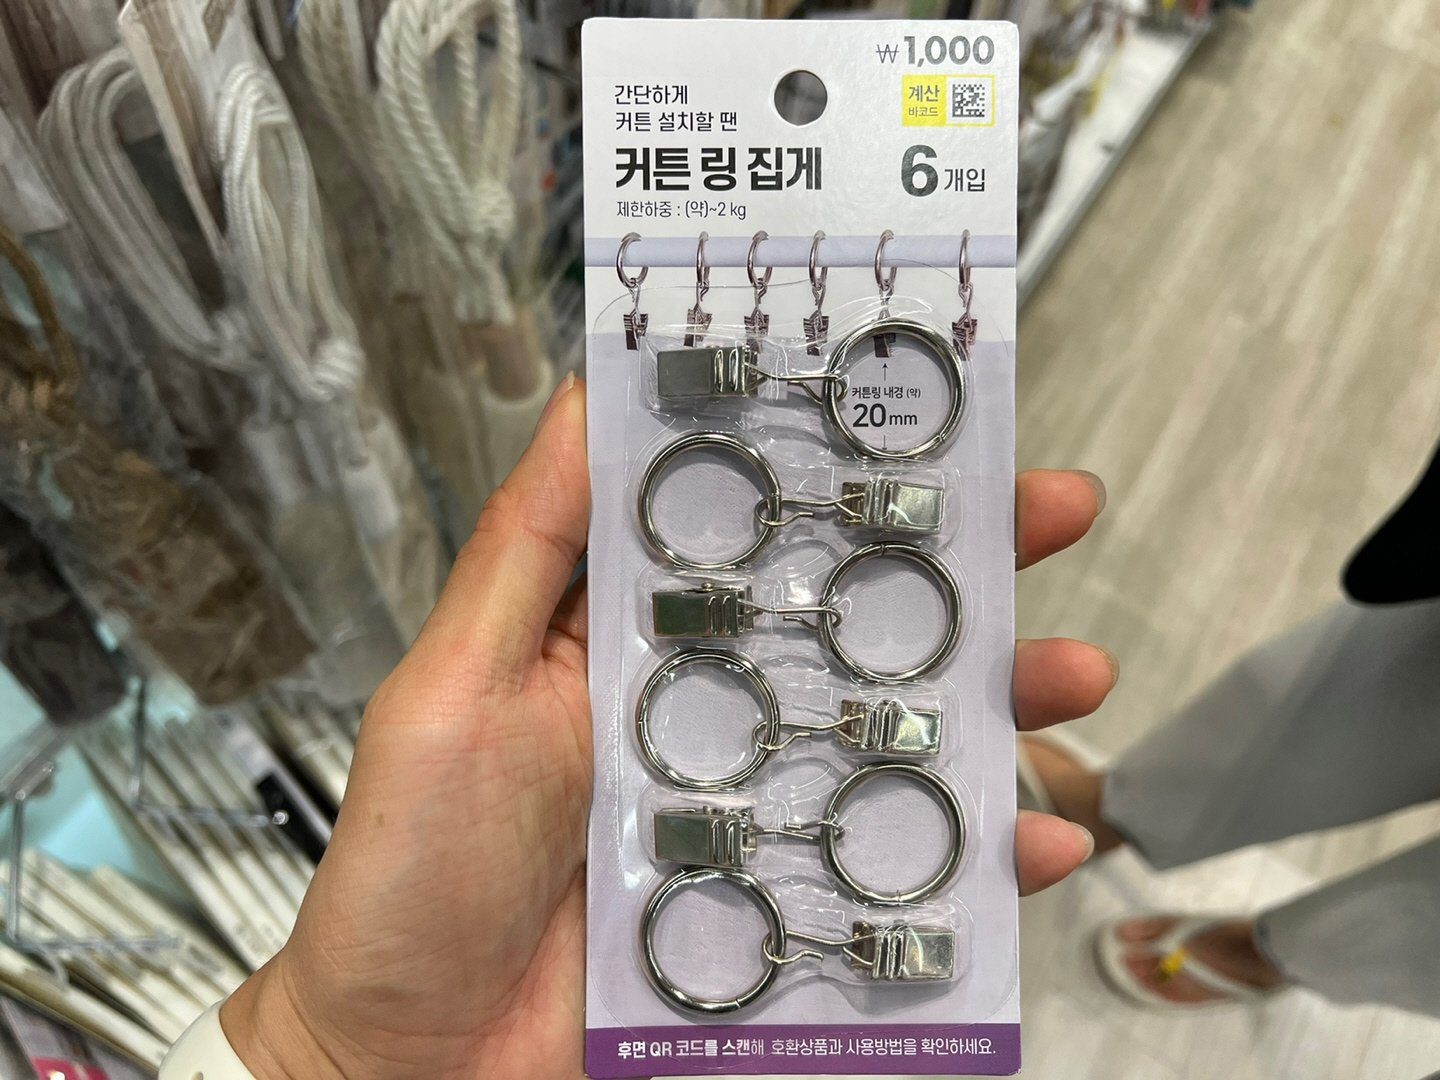 ₩1,000
간단하게
커튼 설치할 땐
계산
바코드
커튼 링 집게
6개입
제한하중 : (약)~2 kg
커튼링 내경 (약)
20mm
후면 QR 코드를 스캔해 호환상품과 사용방법을 확인하세요.